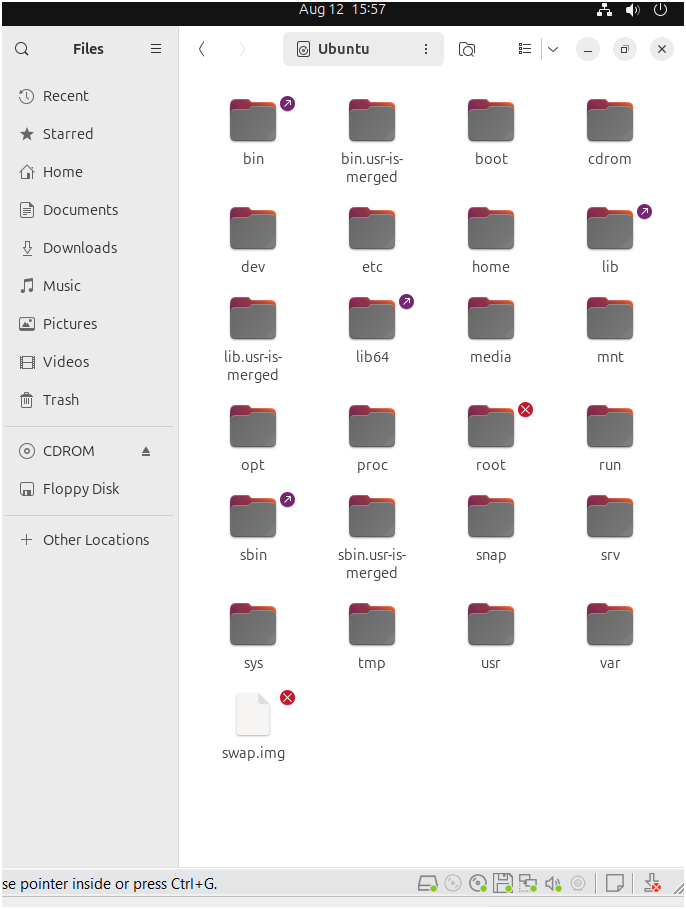 Aug 12 15:57
Files
Ubuntu
Recent
Starred
Home
Documents
Downloads
Music
Pictures
Videos
Trash
CDROM
Floppy Disk
Other Locations
bin
bin.usr-is-
merged
boot
cdrom
dev
etc
home
lib
lib.usr-is-
merged
lib64
media
mnt
opt
proc
root
run
sbin
sbin.usr-is-
merged
snap
srv
sys
tmp
usr
var
swap.img
se pointer inside or press Ctrl+G.